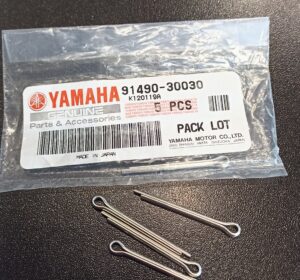 YAMAHA 91490-30030
K120119A
GENUINE
Parts & Accessories
5 PCS
PACK LOT
MADE IN JAPAN
YAMAHA MOTOR CO., LTD.